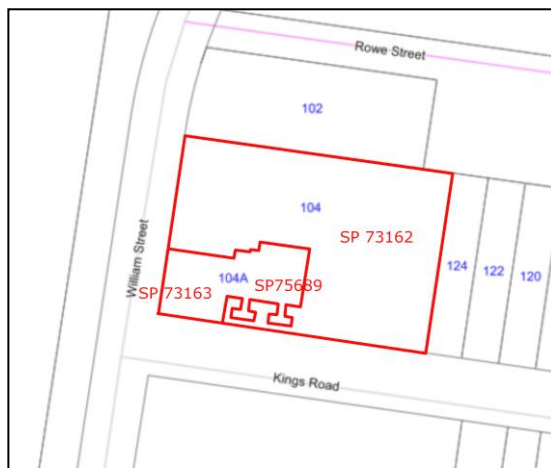 Rowe Street
102
104
SP 73162
William Street
124
122
120
104A
SP75689
SP 73163
Kings Road